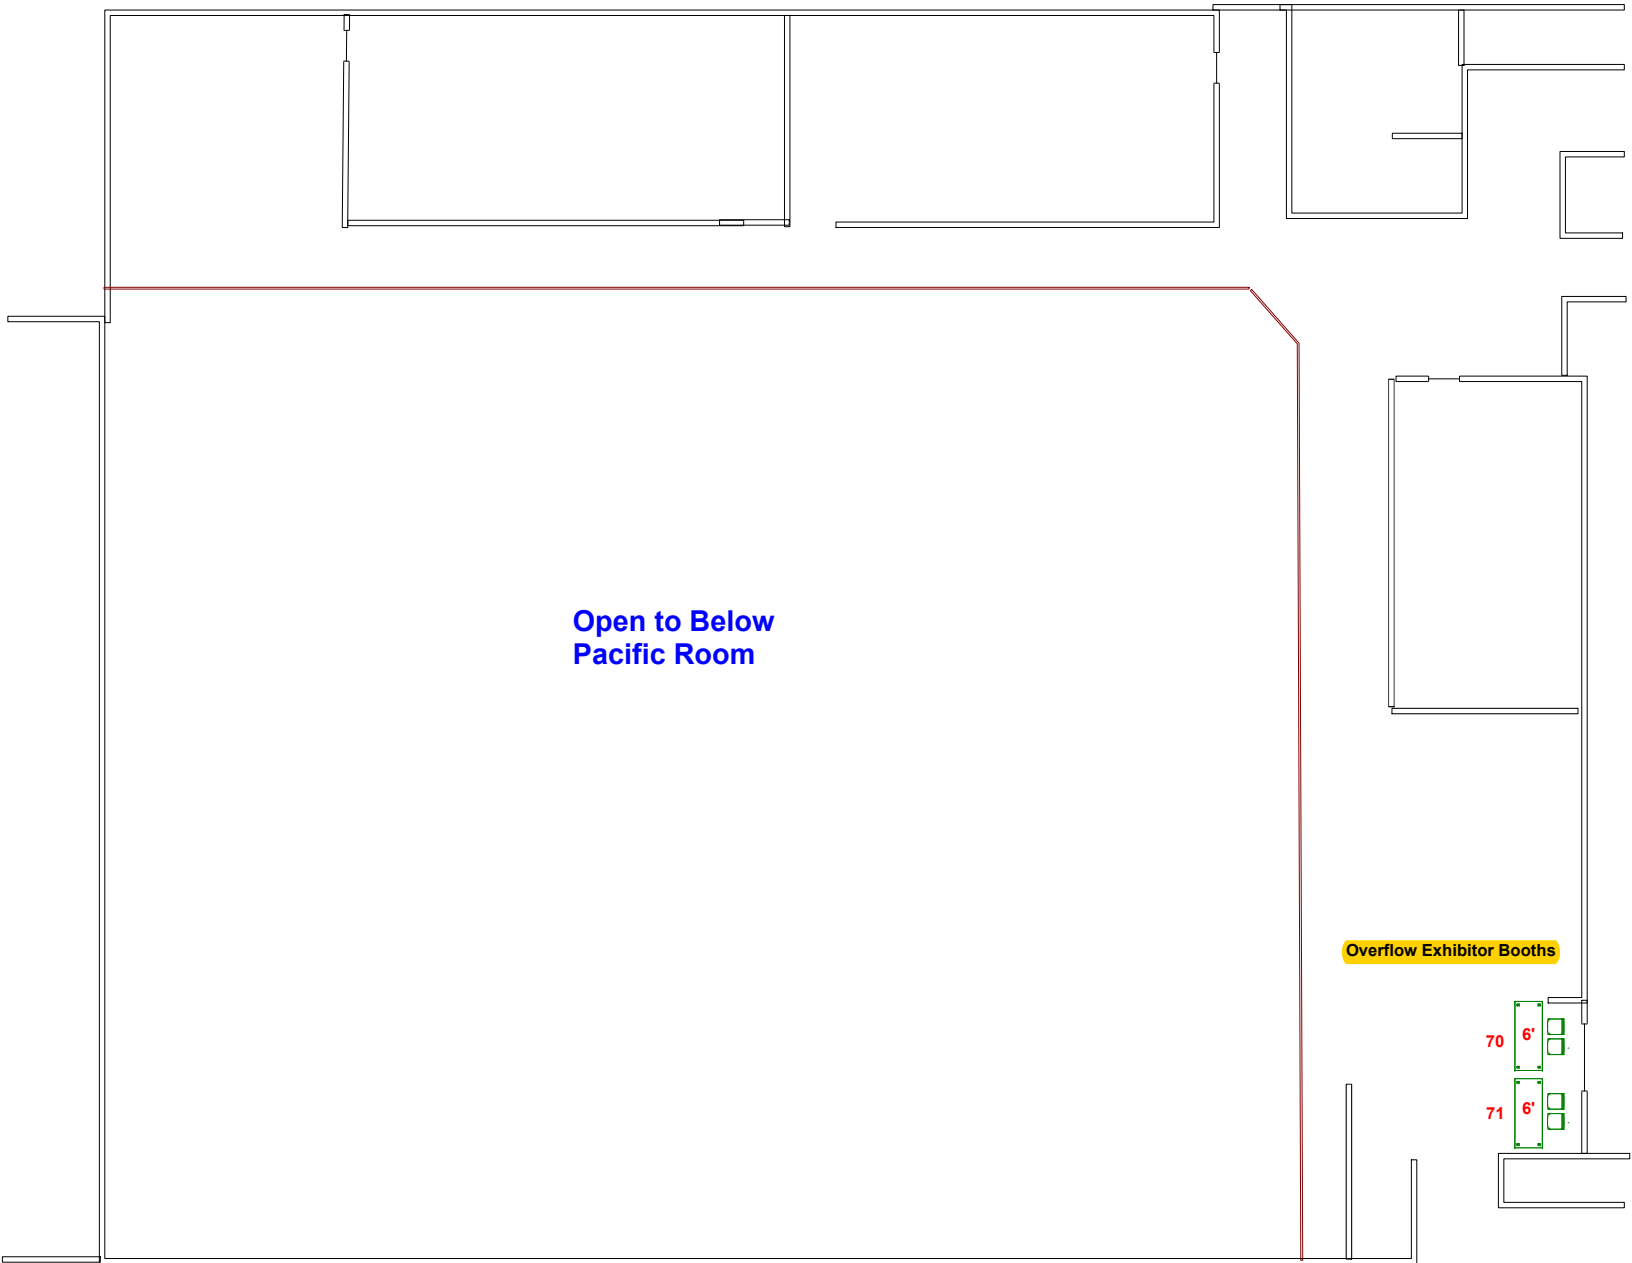 Open to Below
Pacific Room
Overflow Exhibitor Booths
70 6'
71 6'